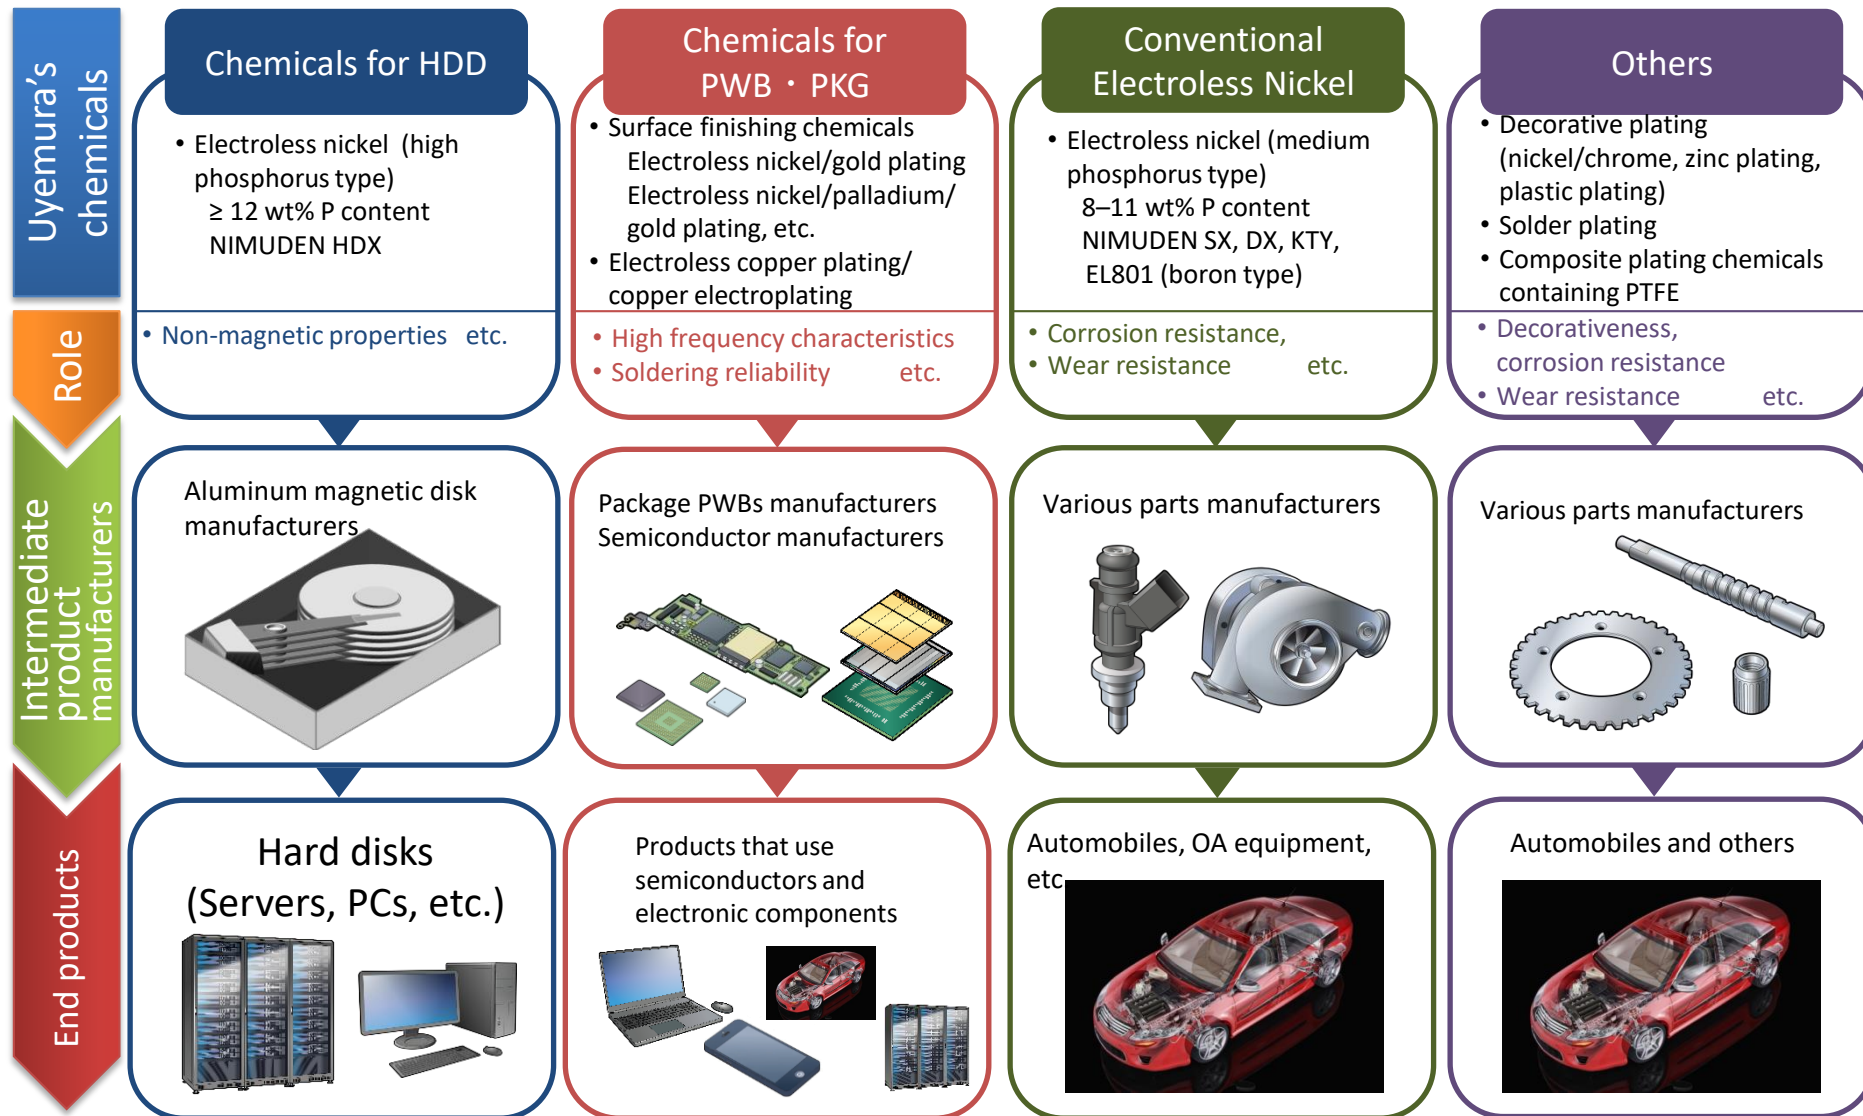 Uyemura's
chemicals
Role
Intermediate
product
manufacturers
End products
Chemicals for HDD
• Electroless nickel (high
phosphorus type)
≥ 12 wt% P content
NIMUDEN HDX
• Non-magnetic properties etc.
Aluminum magnetic disk
manufacturers
Hard disks
(Servers, PCs, etc.)
Chemicals for
PWB・PKG
• Surface finishing chemicals
Electroless nickel/gold plating
Electroless nickel/palladium/
gold plating, etc.
• Electroless copper plating/
copper electroplating
• High frequency characteristics
• Soldering reliability etc.
Package PWBs manufacturers
Semiconductor manufacturers
Products that use
semiconductors and
electronic components
Conventional
Electroless Nickel
• Electroless nickel (medium
phosphorus type)
8–11 wt% P content
NIMUDEN SX, DX, KTY,
EL801 (boron type)
• Corrosion resistance,
• Wear resistance etc.
Various parts manufacturers
Automobiles, OA equipment,
etc
Others
• Decorative plating
(nickel/chrome, zinc plating,
plastic plating)
• Solder plating
• Composite plating chemicals
containing PTFE
• Decorativeness,
corrosion resistance
• Wear resistance etc.
Various parts manufacturers
Automobiles and others